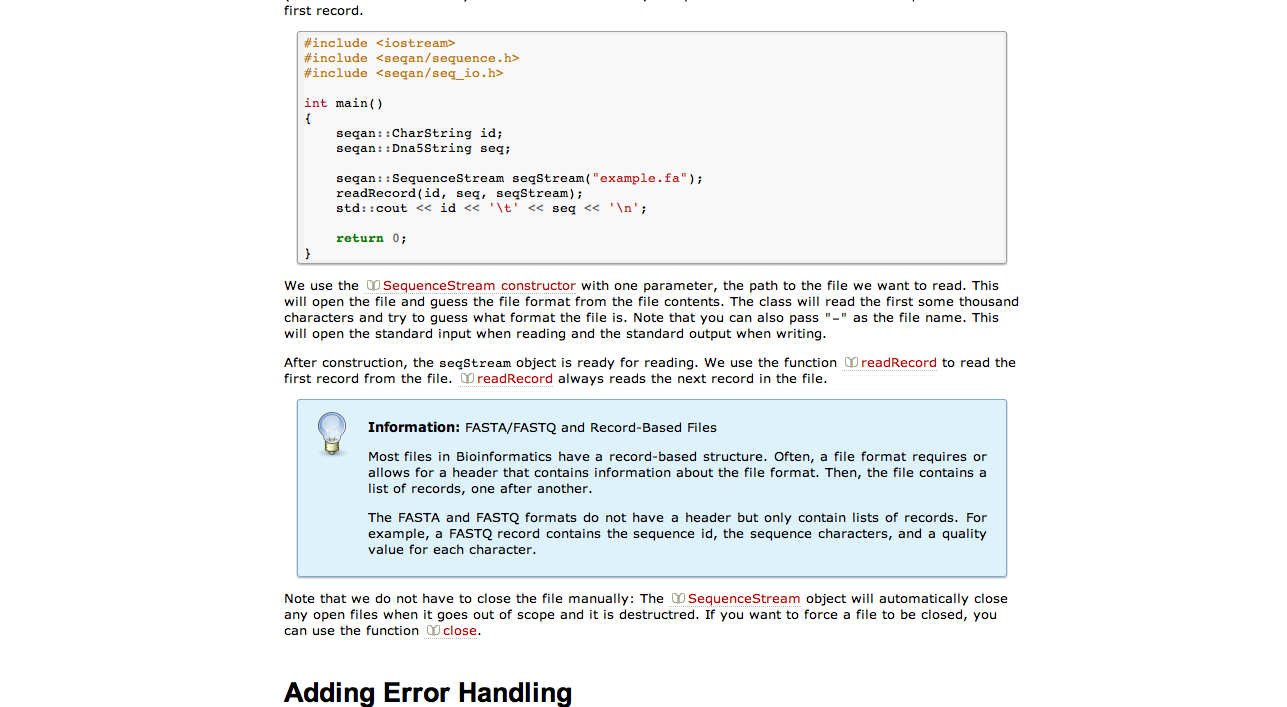 first record.
#include <iostream>
#include <seqan/sequence.h>
#include <seqan/seq_io.h>
int main()
{
    seqan::CharString id;
    seqan::Dna5String seq;
    seqan::SequenceStream seqStream("example.fa");
    readRecord(id, seq, seqStream);
    std::cout << id << '\t' << seq << '\n';
    return 0;
}
We use the SequenceStream constructor with one parameter, the path to the file we want to read. This
will open the file and guess the file format from the file contents. The class will read the first some thousand
characters and try to guess what format the file is. Note that you can also pass "-" as the file name. This
will open the standard input when reading and the standard output when writing.
After construction, the seqStream object is ready for reading. We use the function readRecord to read the
first record from the file. readRecord always reads the next record in the file.
Information: FASTA/FASTQ and Record-Based Files
Most files in Bioinformatics have a record-based structure. Often, a file format requires or
allows for a header that contains information about the file format. Then, the file contains a
list of records, one after another.
The FASTA and FASTQ formats do not have a header but only contain lists of records. For
example, a FASTQ record contains the sequence id, the sequence characters, and a quality
value for each character.
Note that we do not have to close the file manually: The SequenceStream object will automatically close
any open files when it goes out of scope and it is destructred. If you want to force a file to be closed, you
can use the function close.
Adding Error Handling